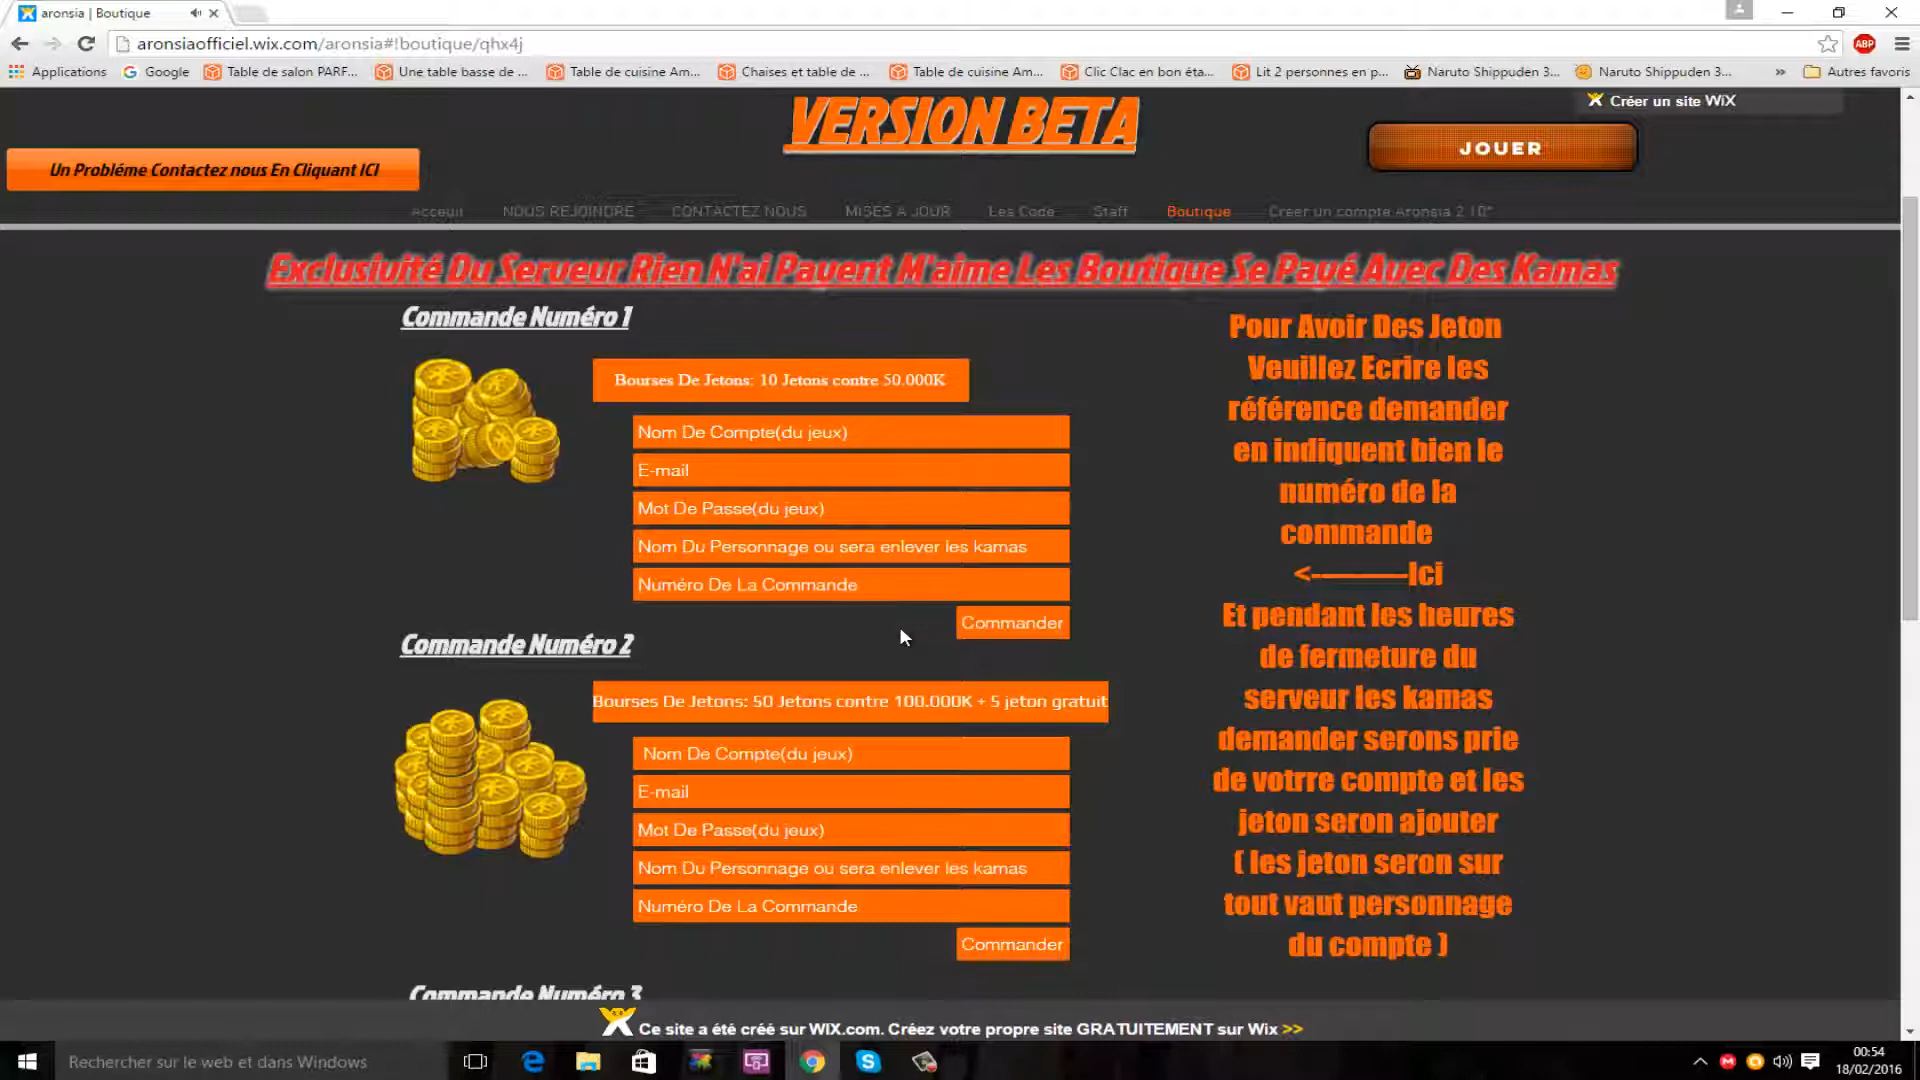 aronsia | Boutique
aronsiaofficiel.wix.com/aronsia#!boutique/qhx4j
ABP
Applications
Google
Table de salon PARF...
Une table basse de ...
Table de cuisine Am...
Chaises et table de ...
Table de cuisine Am...
Clic Clac en bon éta...
Lit 2 personnes en p...
Naruto Shippuden 3...
Naruto Shippuden 3...
»
Autres favoris
Créer un site WiX
VERSION BETA
JOUER
Un Probléme Contactez nous En Cliquant ICI
Acceuil NOUS REJOINDRE CONTACTEZ NOUS MISES A JOUR Les Code Staff Boutique Creer un compte Aronsia 2.10*
Exclusivité Du Serveur Rien N'ai Payent M'aime Les Boutique Se Payé Avec Des Kamas
Commande Numéro 1
Bourses De Jetons: 10 Jetons contre 50.000K
Nom De Compte(du jeux)
E-mail
Mot De Passe(du jeux)
Nom Du Personnage ou sera enlever les kamas
Numéro De La Commande
Commander
Commande Numéro 2
Bourses De Jetons: 50 Jetons contre 100.000K + 5 jeton gratuit
Nom De Compte(du jeux)
E-mail
Mot De Passe(du jeux)
Nom Du Personnage ou sera enlever les kamas
Numéro De La Commande
Commander
Commande Numéro 3
Pour Avoir Des Jeton
Veuillez Ecrire les
référence demander
en indiquent bien le
numéro de la
commande
<----------Ici
Et pendant les heures
de fermeture du
serveur les kamas
demander serons prie
de votrre compte et les
jeton seron ajouter
( les jeton seron sur
tout vaut personnage
du compte )
Ce site a été créé sur WIX.com. Créez votre propre site GRATUITEMENT sur Wix >>
Rechercher sur le web et dans Windows
00:54
18/02/2016